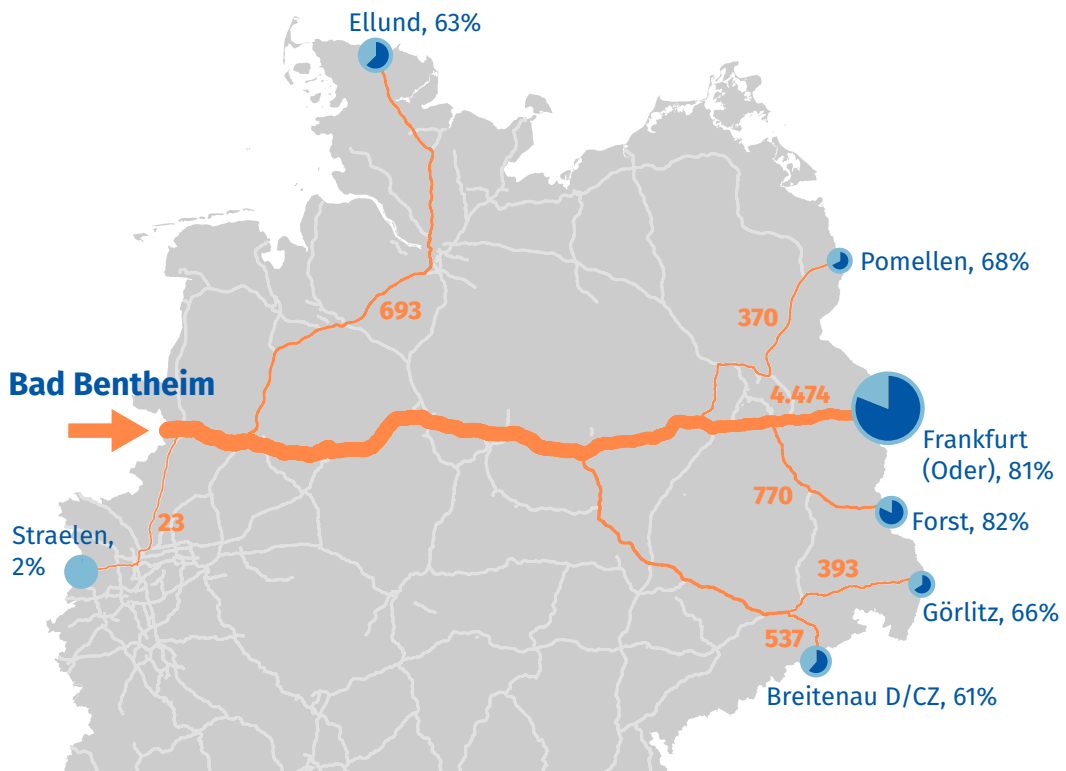 Ellund, 63%
Pomellen, 68%
693
370
Bad Bentheim
4.474
Frankfurt
(Oder), 81%
770
23
Straelen,
2%
Forst, 82%
393
Görlitz, 66%
537
Breitenau D/CZ, 61%